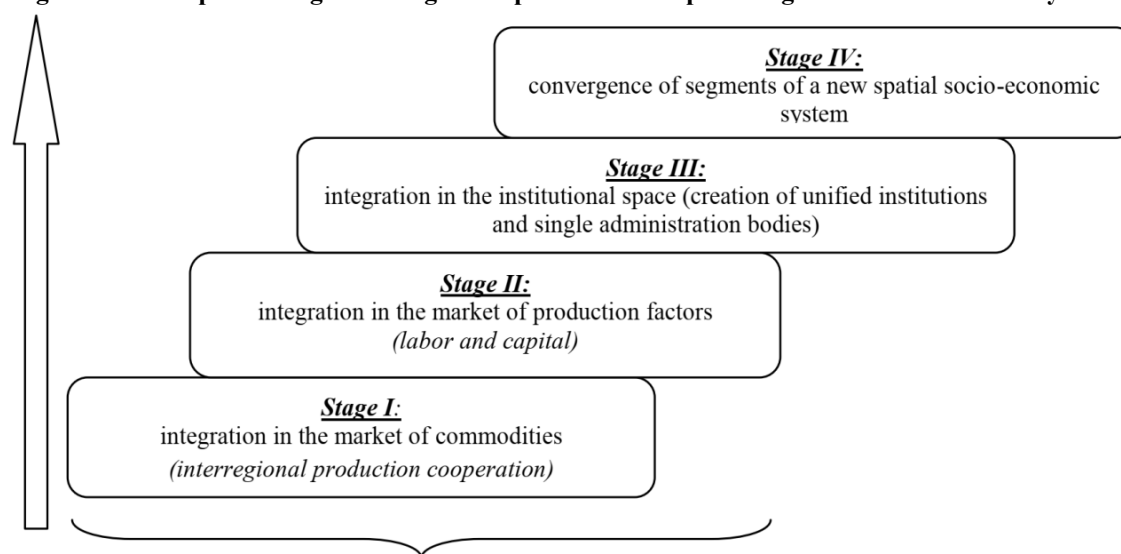 Stage IV:
convergence of segments of a new spatial socio-economic
system
Stage III:
integration in the institutional space (creation of unified institutions
and single administration bodies)
Stage II:
integration in the market of production factors
(labor and capital)
Stage I:
integration in the market of commodities
(interregional production cooperation)